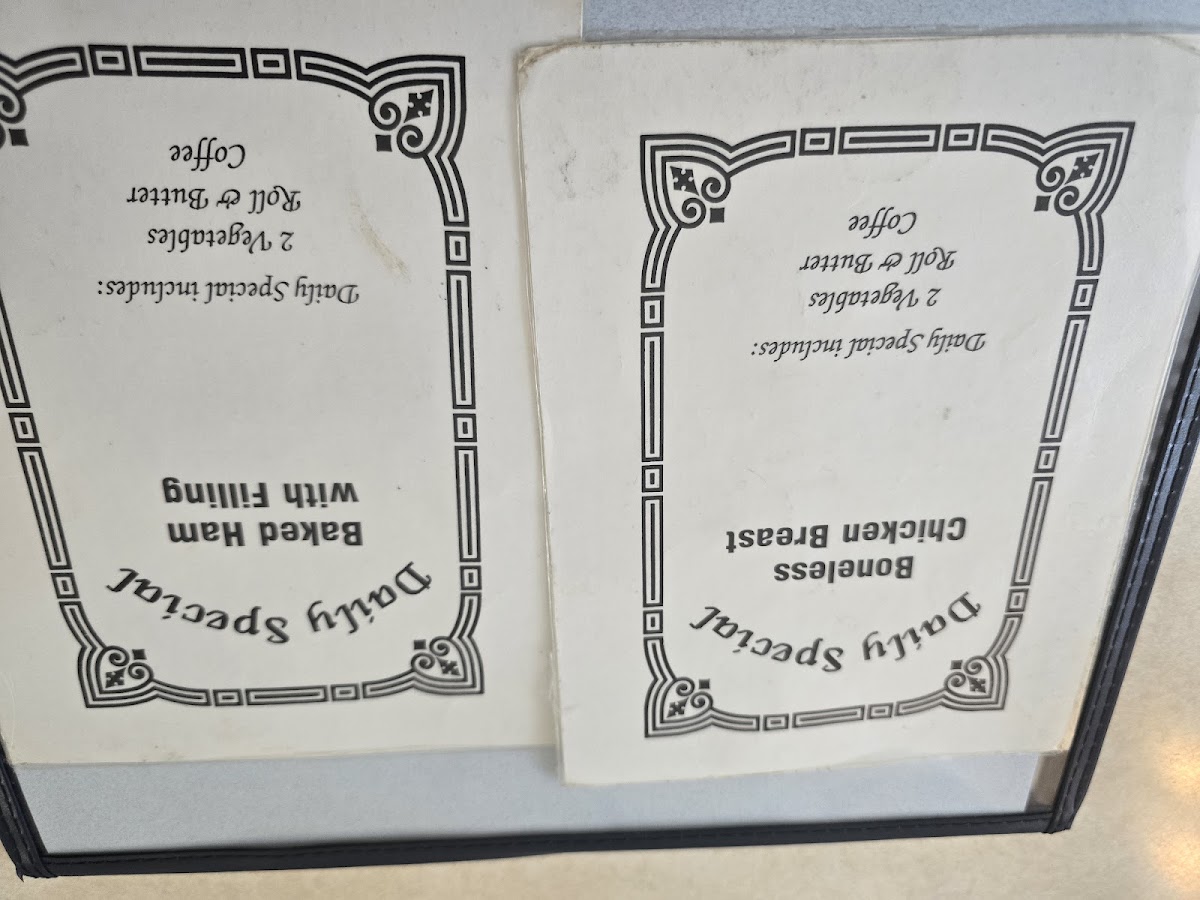 Daily Special
Boneless
Chicken Breast
Daily Special includes:
2 Vegetables
Roll & Butter
Coffee
Daily Special
Baked Ham
with Filling
Daily Special includes:
2 Vegetables
Roll & Butter
Coffee